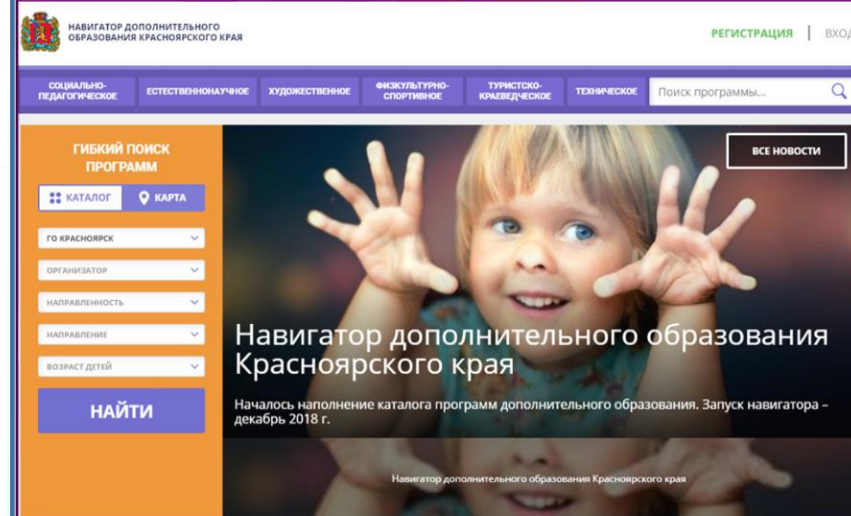 НАВИГАТОР ДОПОЛНИТЕЛЬНОГО
ОБРАЗОВАНИЯ КРАСНОЯРСКОГО КРАЯ
РЕГИСТРАЦИЯ | ВХОД
СОЦИАЛЬНО-
ПЕДАГОГИЧЕСКОЕ
ЕСТЕСТВЕННОНАУЧНОЕ
ХУДОЖЕСТВЕННОЕ
ФИЗКУЛЬТУРНО-
СПОРТИВНОЕ
ТУРИСТСКО-
КРАЕВЕДЧЕСКОЕ
ТЕХНИЧЕСКОЕ
Поиск программы...
ГИБКИЙ ПОИСК
ПРОГРАММ
КАТАЛОГ
КАРТА
ГО КРАСНОЯРСК
ОРГАНИЗАТОР
НАПРАВЛЕННОСТЬ
НАПРАВЛЕНИЕ
ВОЗРАСТ ДЕТЕЙ
НАЙТИ
ВСЕ НОВОСТИ
Навигатор дополнительного образования
Красноярского края
Началось наполнение каталога программ дополнительного образования. Запуск навигатора –
декабрь 2018 г.
Навигатор дополнительного образования Красноярского края